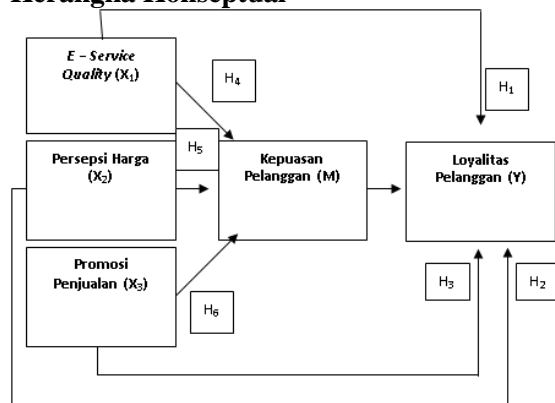 Kerangka Konseptual
E – Service
Quality (X₁)
H₄
H₁
H₅
Persepsi Harga
(X₂)
Kepuasan
Pelanggan (M)
Loyalitas
Pelanggan (Y)
Promosi
Penjualan (X₃)
H₆
H₃
H₂